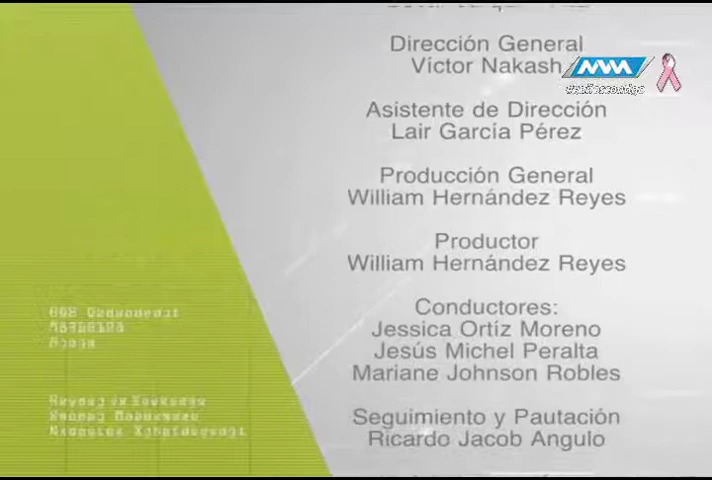 Dirección General
Víctor Nakash
MVM
Asistente de Dirección
Lair García Pérez
Producción General
William Hernández Reyes
Productor
William Hernández Reyes
Conductores:
Jessica Ortíz Moreno
Jesús Michel Peralta
Mariane Johnson Robles
Seguimiento y Pautación
Ricardo Jacob Angulo